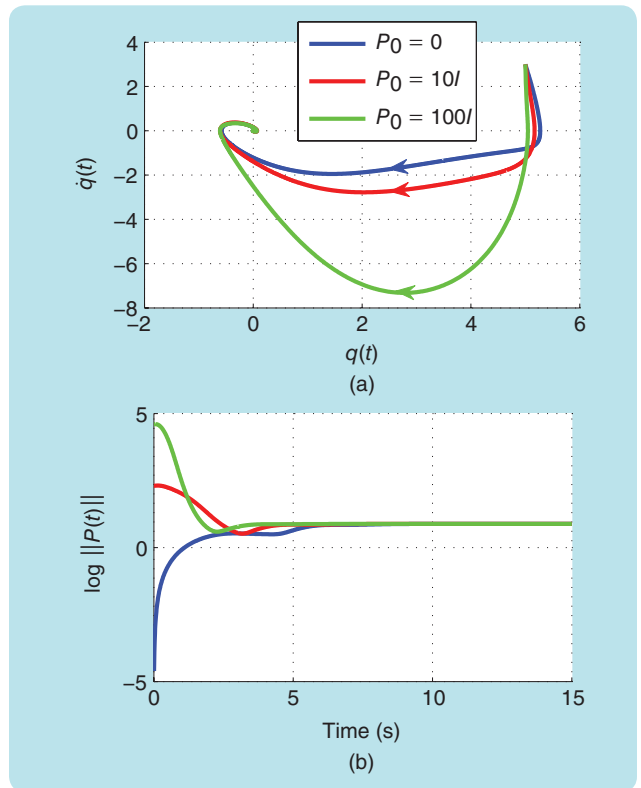 P0 = 0
P0 = 10I
P0 = 100I
4
2
0
−2
−4
−6
−8
q̇(t)
−2
0
2
4
6
q(t)
(a)
5
0
−5
log ||P(t)||
0
5
10
15
Time (s)
(b)